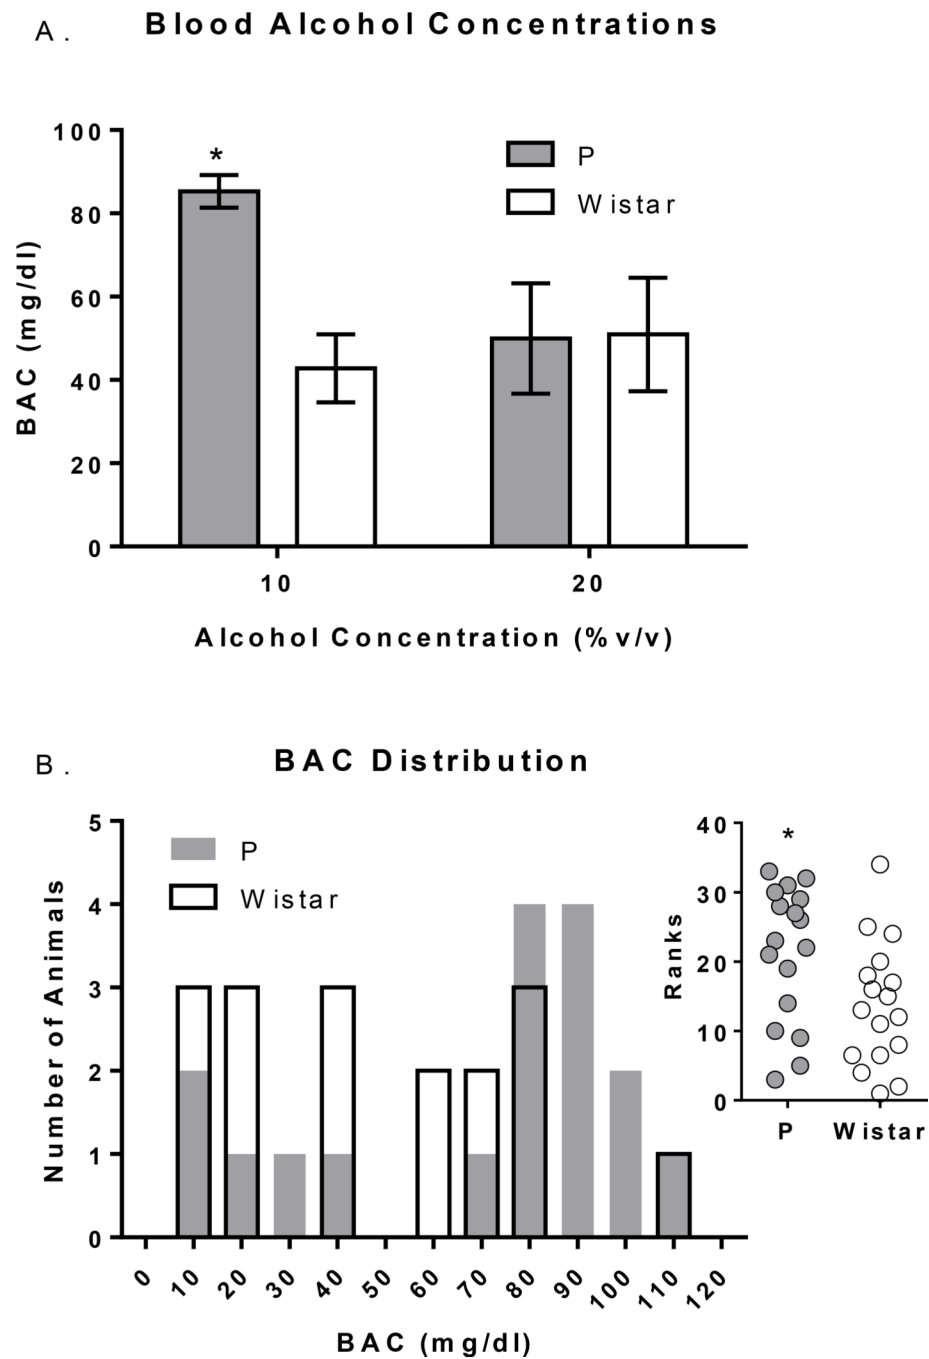 A.
Blood Alcohol Concentrations
100
80
60
40
20
0
BAC (mg/dl)
*
P
Wistar
10
20
Alcohol Concentration (% v/v)
B.
BAC Distribution
5
4
3
2
1
0
Number of Animals
P
Wistar
0
10
20
30
40
50
60
70
80
90
100
110
120
BAC (mg/dl)
40
30
20
10
0
Ranks
*
P
Wistar